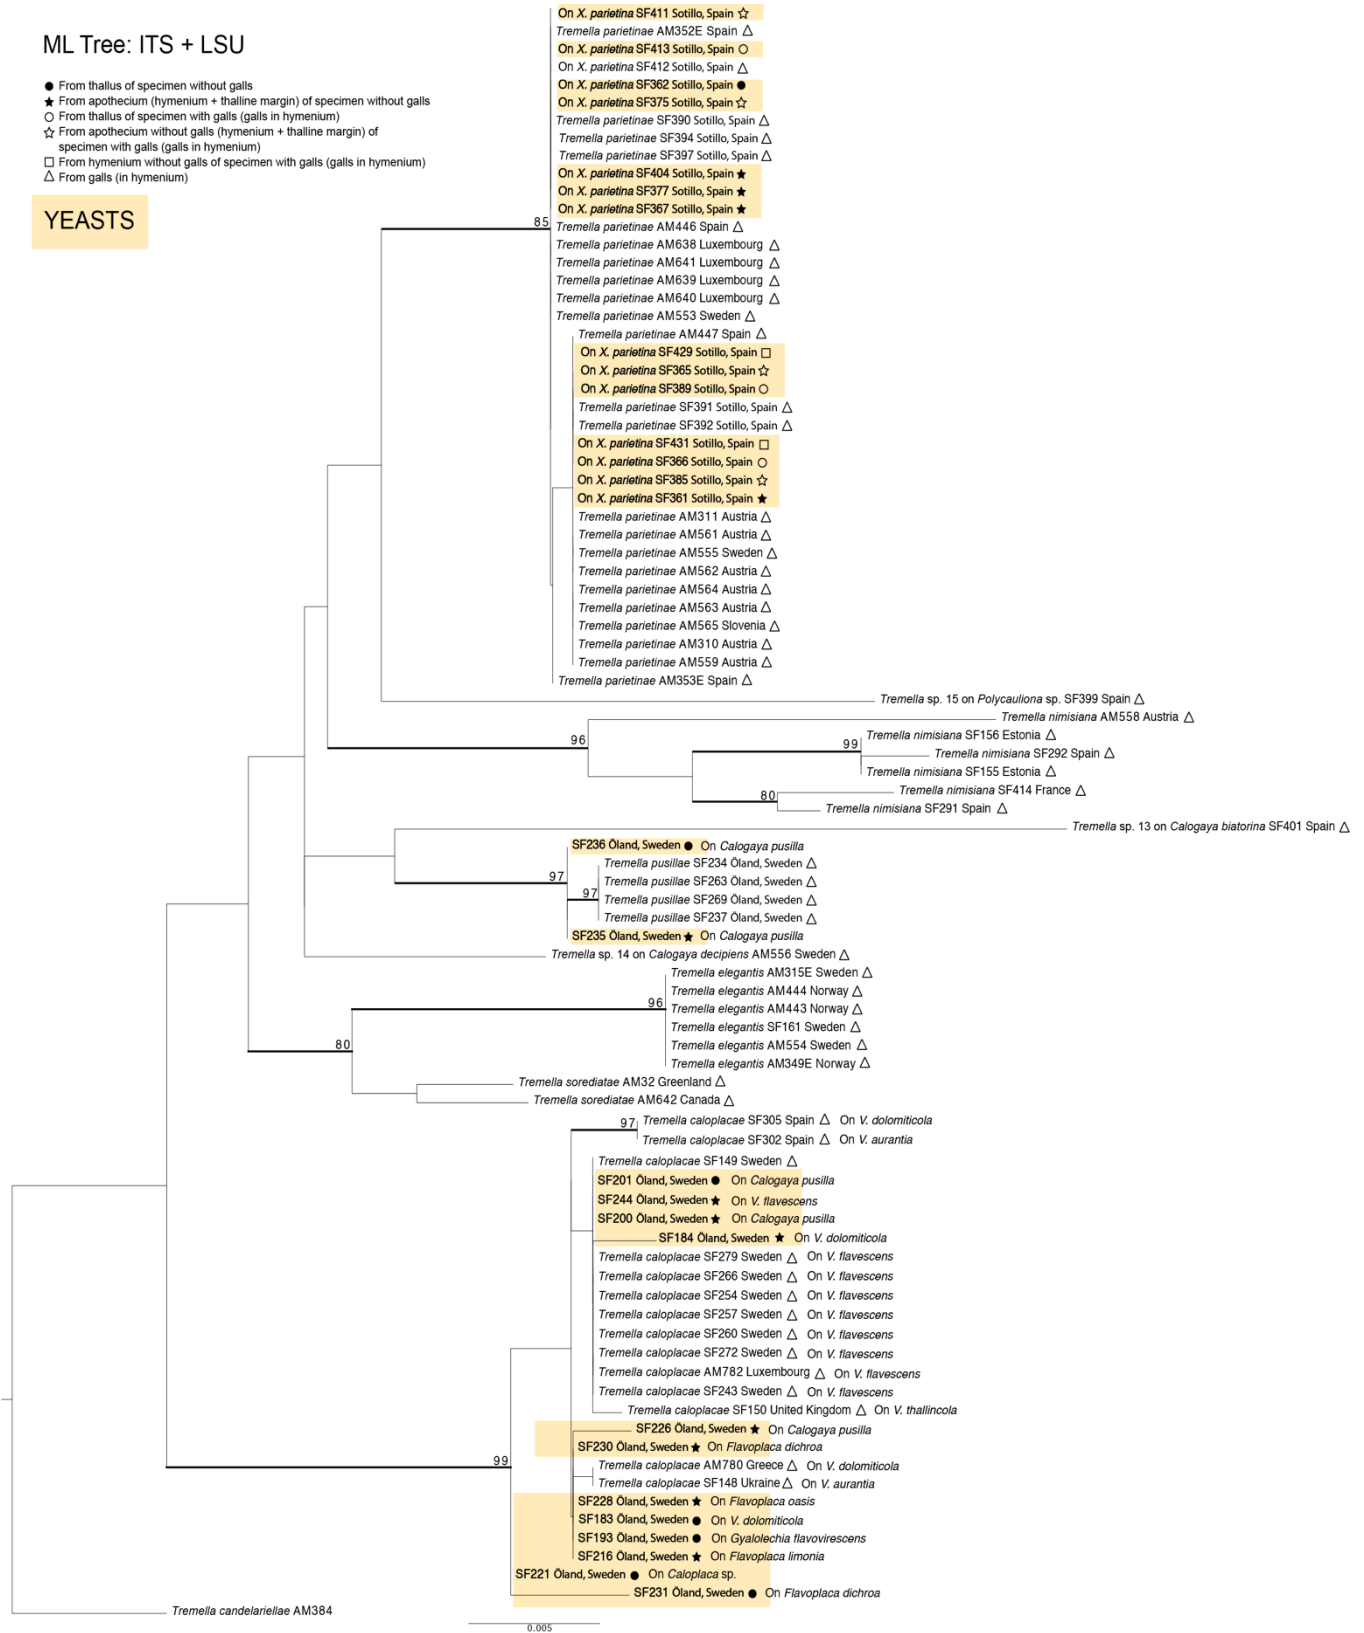 ML Tree: ITS + LSU
● From thallus of specimen without galls
★ From apothecium (hymenium + thalline margin) of specimen without galls
○ From thallus of specimen with galls (galls in hymenium)
☆ From apothecium without galls (hymenium + thalline margin) of
specimen with galls (galls in hymenium)
□ From hymenium without galls of specimen with galls (galls in hymenium)
△ From galls (in hymenium)
YEASTS
On X. parietina SF411 Sotillo, Spain ☆
Tremella parietinae AM352E Spain △
On X. parietina SF413 Sotillo, Spain ○
On X. parietina SF412 Sotillo, Spain △
On X. parietina SF362 Sotillo, Spain ●
On X. parietina SF375 Sotillo, Spain ☆
Tremella parietinae SF390 Sotillo, Spain △
Tremella parietinae SF394 Sotillo, Spain △
Tremella parietinae SF397 Sotillo, Spain △
On X. parietina SF404 Sotillo, Spain ★
On X. parietina SF377 Sotillo, Spain ★
On X. parietina SF367 Sotillo, Spain ★
85
Tremella parietinae AM446 Spain △
Tremella parietinae AM638 Luxembourg △
Tremella parietinae AM641 Luxembourg △
Tremella parietinae AM639 Luxembourg △
Tremella parietinae AM640 Luxembourg △
Tremella parietinae AM553 Sweden △
Tremella parietinae AM447 Spain △
On X. parietina SF429 Sotillo, Spain □
On X. parietina SF365 Sotillo, Spain ☆
On X. parietina SF389 Sotillo, Spain ○
Tremella parietinae SF391 Sotillo, Spain △
Tremella parietinae SF392 Sotillo, Spain △
On X. parietina SF431 Sotillo, Spain □
On X. parietina SF366 Sotillo, Spain ○
On X. parietina SF385 Sotillo, Spain ☆
On X. parietina SF361 Sotillo, Spain ★
Tremella parietinae AM311 Austria △
Tremella parietinae AM561 Austria △
Tremella parietinae AM555 Sweden △
Tremella parietinae AM562 Austria △
Tremella parietinae AM564 Austria △
Tremella parietinae AM563 Austria △
Tremella parietinae AM565 Slovenia △
Tremella parietinae AM310 Austria △
Tremella parietinae AM559 Austria △
Tremella parietinae AM353E Spain △
Tremella sp. 15 on Polycauliona sp. SF399 Spain △
Tremella nimisiana AM558 Austria △
96
Tremella nimisiana SF156 Estonia △
99
Tremella nimisiana SF292 Spain △
Tremella nimisiana SF155 Estonia △
Tremella nimisiana SF414 France △
80
Tremella nimisiana SF291 Spain △
Tremella sp. 13 on Calogaya biatorina SF401 Spain △
SF236 Öland, Sweden ● On Calogaya pusilla
Tremella pusillae SF234 Öland, Sweden △
97
Tremella pusillae SF263 Öland, Sweden △
97
Tremella pusillae SF269 Öland, Sweden △
Tremella pusillae SF237 Öland, Sweden △
SF235 Öland, Sweden ★ On Calogaya pusilla
Tremella sp. 14 on Calogaya decipiens AM556 Sweden △
Tremella elegantis AM315E Sweden △
Tremella elegantis AM444 Norway △
96
Tremella elegantis AM443 Norway △
Tremella elegantis SF161 Sweden △
80
Tremella elegantis AM554 Sweden △
Tremella elegantis AM349E Norway △
Tremella sorediatae AM32 Greenland △
Tremella sorediatae AM642 Canada △
97
Tremella caloplacae SF305 Spain △ On V. dolomiticola
Tremella caloplacae SF302 Spain △ On V. aurantia
Tremella caloplacae SF149 Sweden △
SF201 Öland, Sweden ● On Calogaya pusilla
SF244 Öland, Sweden ★ On V. flavescens
SF200 Öland, Sweden ★ On Calogaya pusilla
SF184 Öland, Sweden ★ On V. dolomiticola
Tremella caloplacae SF279 Sweden △ On V. flavescens
Tremella caloplacae SF266 Sweden △ On V. flavescens
Tremella caloplacae SF254 Sweden △ On V. flavescens
Tremella caloplacae SF257 Sweden △ On V. flavescens
Tremella caloplacae SF260 Sweden △ On V. flavescens
Tremella caloplacae SF272 Sweden △ On V. flavescens
Tremella caloplacae AM782 Luxembourg △ On V. flavescens
Tremella caloplacae SF243 Sweden △ On V. flavescens
Tremella caloplacae SF150 United Kingdom △ On V. thallincola
SF226 Öland, Sweden ★ On Calogaya pusilla
SF230 Öland, Sweden ★ On Flavoplaca dichroa
99
Tremella caloplacae AM780 Greece △ On V. dolomiticola
Tremella caloplacae SF148 Ukraine △ On V. aurantia
SF228 Öland, Sweden ★ On Flavoplaca oasis
SF183 Öland, Sweden ● On V. dolomiticola
SF193 Öland, Sweden ● On Gyalolechia flavovirescens
SF216 Öland, Sweden ★ On Flavoplaca limonia
SF221 Öland, Sweden ● On Caloplaca sp.
SF231 Öland, Sweden ● On Flavoplaca dichroa
Tremella candelariellae AM384
0.005